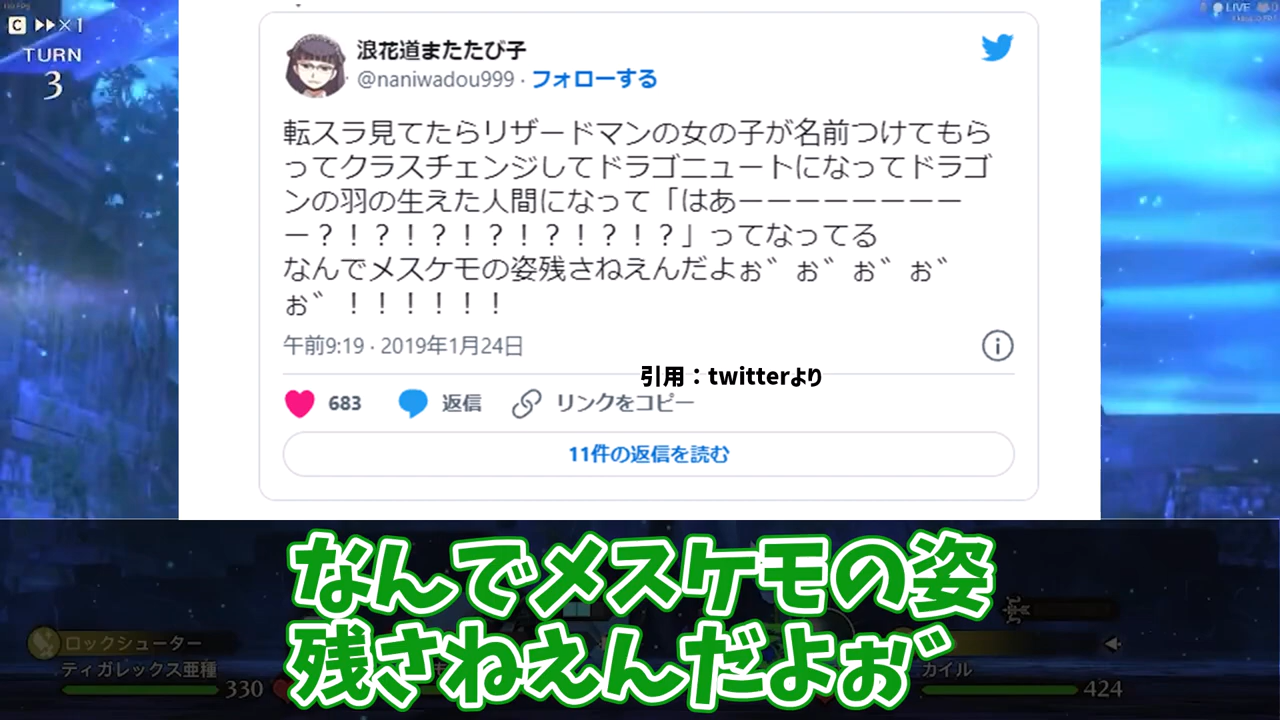 C ▶▶×1
LIVE
TURN
3
浪花道またたび子
@naniwadou999 · フォローする
転スラ見てたらリザードマンの女の子が名前つけてもら
ってクラスチェンジしてドラゴニュートになってドラゴ
ンの羽の生えた人間になって「はあーーーーーーーー
ー？！？！？！？！？！？！？」ってなってる
なんでメスケモの姿残さねえんだよぉ゛ぉ゛ぉ゛ぉ゛
ぉ゛！！！！！！
午前9:19 · 2019年1月24日
引用：twitterより
683 返信 リンクをコピー
11件の返信を読む
なんでメスケモの姿
残さねえんだよぉ゛
ロックシューター
ティガレックス亜種
330
カイル
424